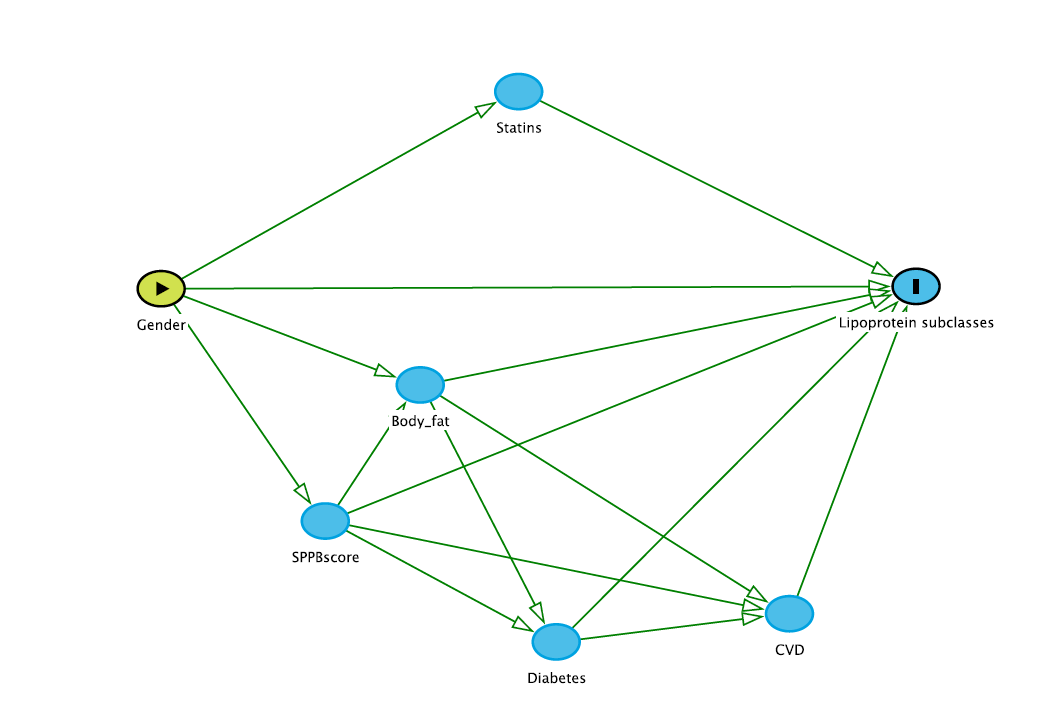 Statins
Gender
Lipoprotein subclasses
Body_fat
SPPBscore
CVD
Diabetes